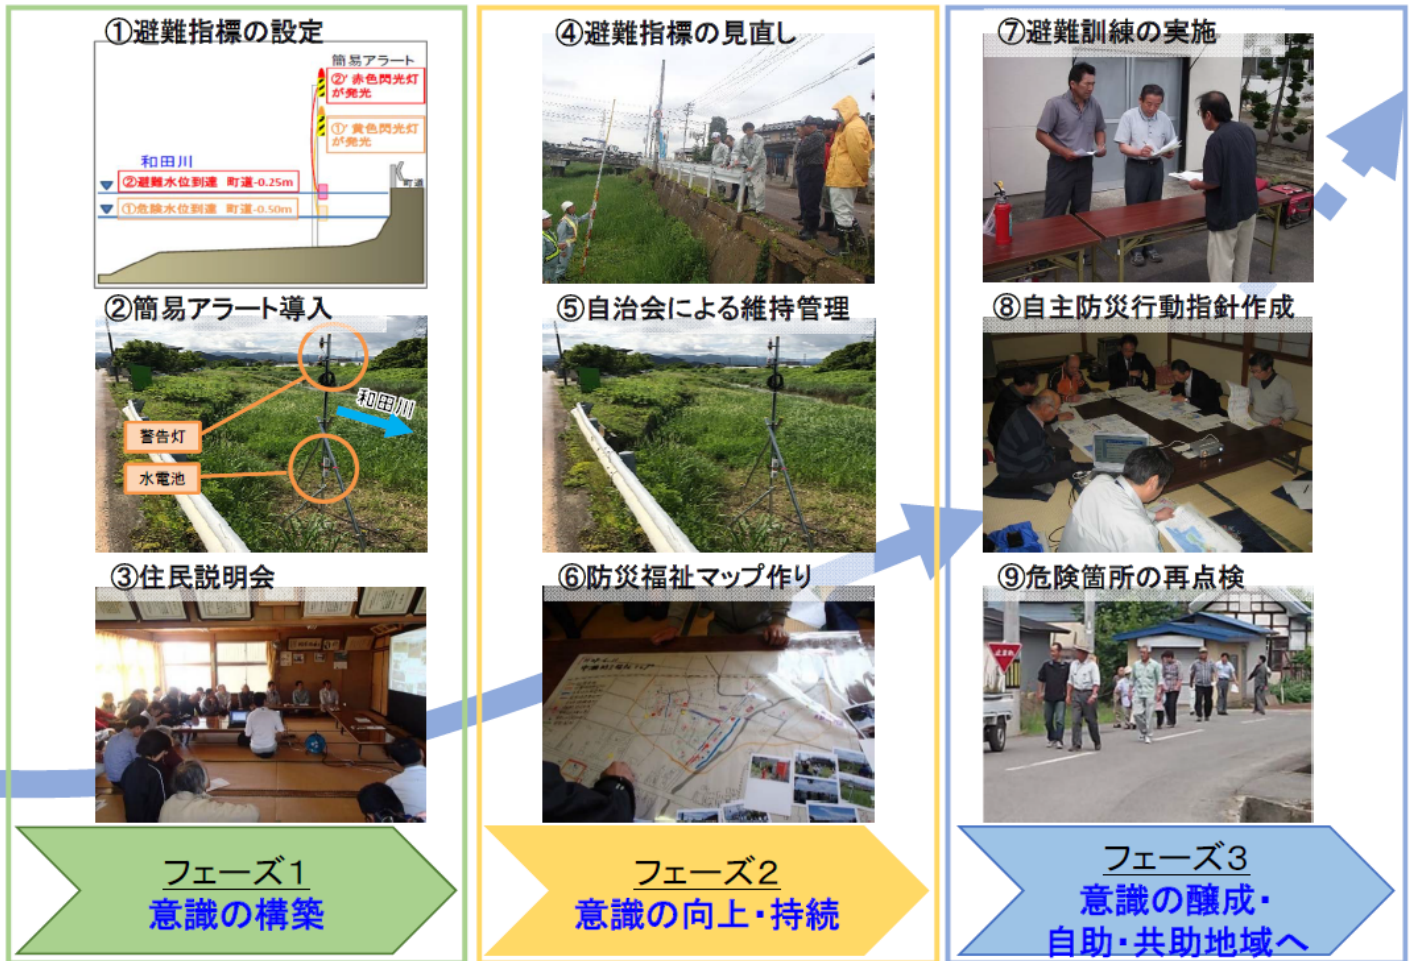 ①避難指標の設定
簡易アラート
②’赤色閃光灯
が発光
①’黄色閃光灯
が発光
和田川
町道
②避難水位到達 町道-0.25m
①危険水位到達 町道-0.50m
②簡易アラート導入
和田川
警告灯
水電池
③住民説明会
フェーズ1
意識の構築
④避難指標の見直し
⑤自治会による維持管理
⑥防災福祉マップ作り
フェーズ2
意識の向上・持続
⑦避難訓練の実施
⑧自主防災行動指針作成
⑨危険箇所の再点検
止まれ
フェーズ3
意識の醸成・
自助・共助地域へ